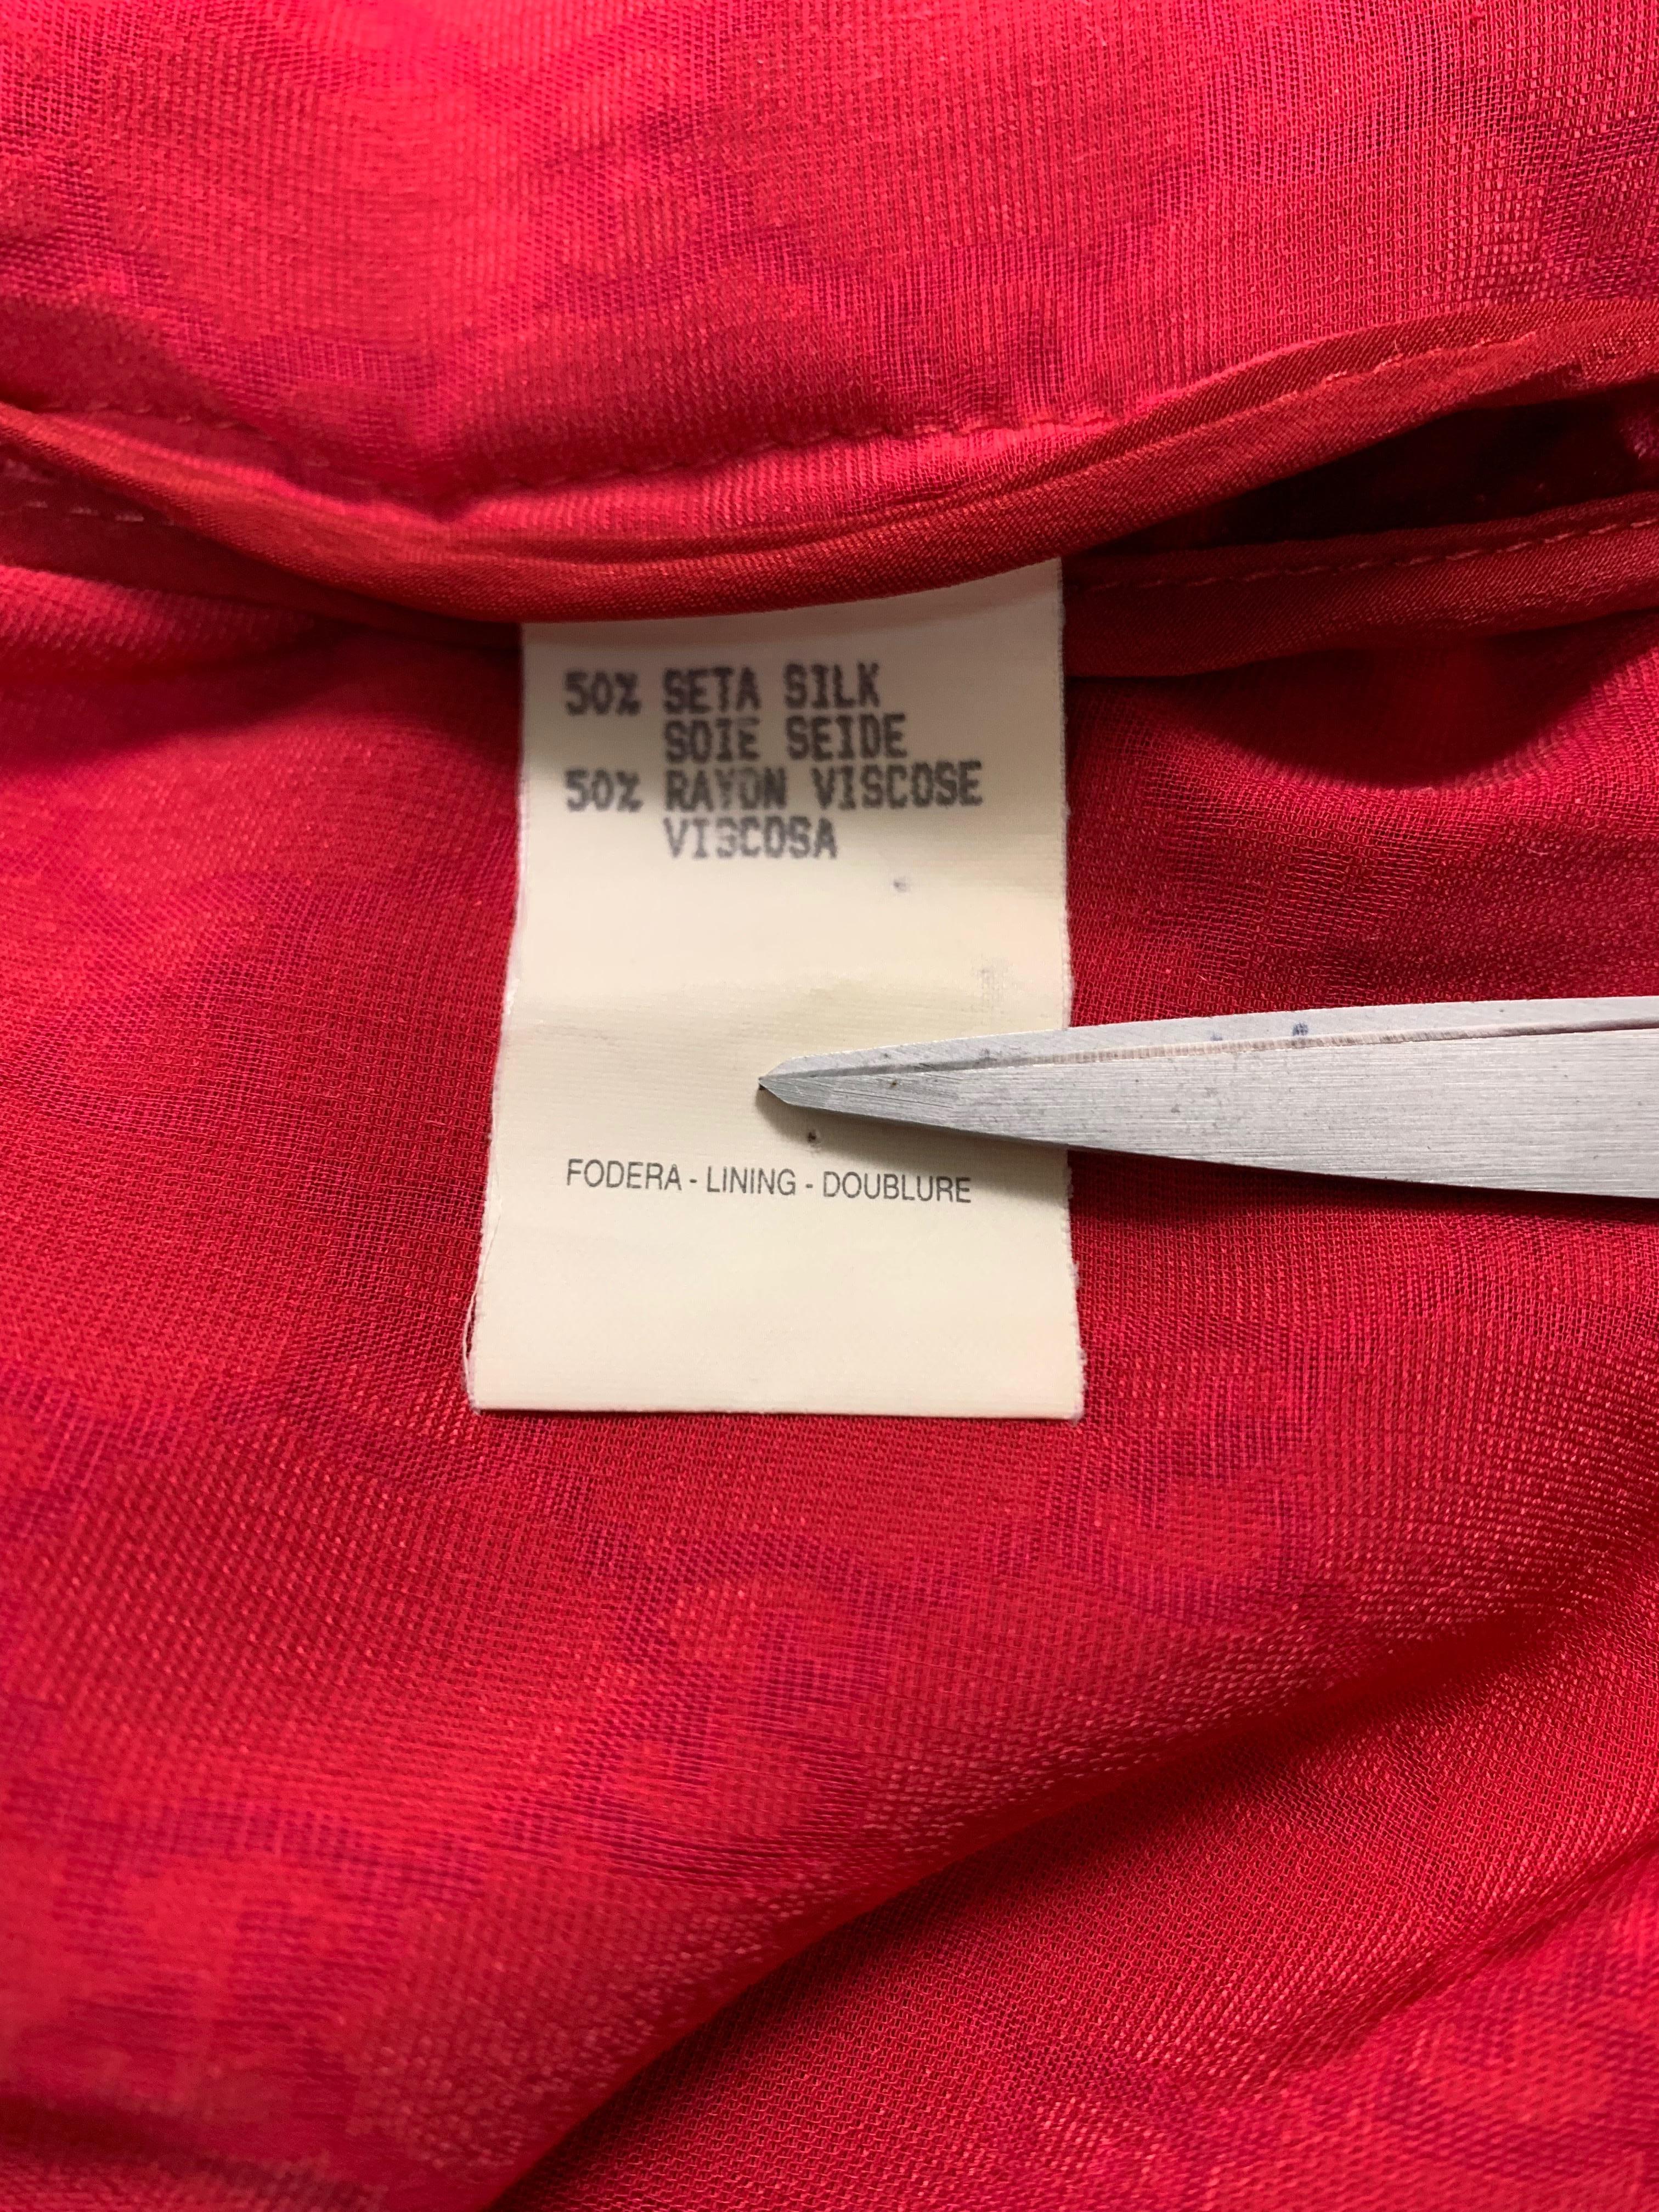 50% SETA SILK
SOIE SEIDE
50% RAYON VISCOSE
VISCOSA
FODERA - LINING - DOUBLURE